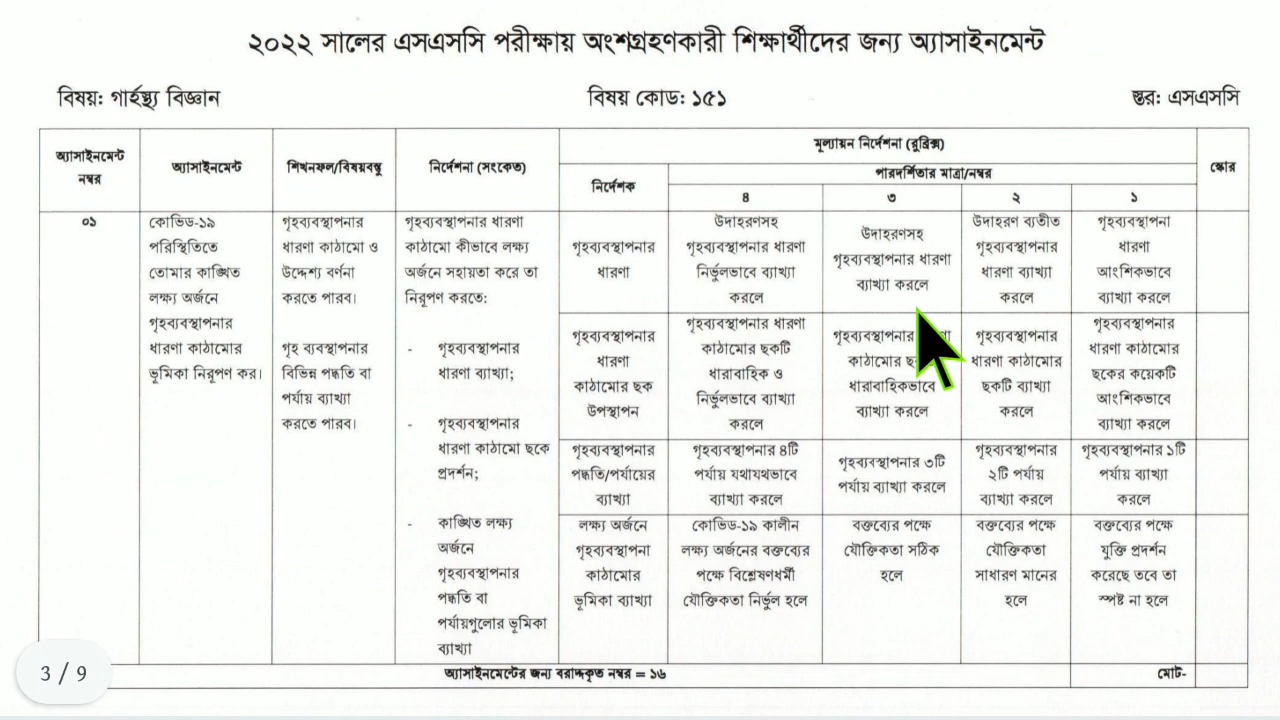 ২০২২ সালের এসএসসি পরীক্ষায় অংশগ্রহণকারী শিক্ষার্থীদের জন্য অ্যাসাইনমেন্ট
বিষয়: গার্হস্থ্য বিজ্ঞান
বিষয় কোড: ১৫১
স্তর: এসএসসি
অ্যাসাইনমেন্ট
নম্বর
অ্যাসাইনমেন্ট
শিখনফল/বিষয়বস্তু
নির্দেশনা (সংকেত)
মূল্যায়ন নির্দেশনা (রুব্রিক্স)
নির্দেশক
পারদর্শিতার মাত্রা/নম্বর
৪
৩
২
১
স্কোর
০১
কোভিড-১৯
পরিস্থিতিতে
তোমার কাঙ্খিত
লক্ষ্য অর্জনে
গৃহব্যবস্থাপনার
ধারণা কাঠামোর
ভূমিকা নিরূপণ কর।
গৃহব্যবস্থাপনার
ধারণা কাঠামো ও
উদ্দেশ্য বর্ণনা
করতে পারব।
গৃহ ব্যবস্থাপনার
বিভিন্ন পদ্ধতি বা
পর্যায় ব্যাখ্যা
করতে পারব।
গৃহব্যবস্থাপনার ধারণা
কাঠামো কীভাবে লক্ষ্য
অর্জনে সহায়তা করে তা
নিরূপণ করতে:
- গৃহব্যবস্থাপনার
ধারণা ব্যাখ্যা;
- গৃহব্যবস্থাপনার
ধারণা কাঠামো ছকে
প্রদর্শন;
- কাঙ্খিত লক্ষ্য
অর্জনে
গৃহব্যবস্থাপনার
পদ্ধতি বা
পর্যায়গুলোর ভূমিকা
ব্যাখ্যা
গৃহব্যবস্থাপনার
ধারণা
উদাহরণসহ
গৃহব্যবস্থাপনার ধারণা
নির্ভুলভাবে ব্যাখ্যা
করলে
উদাহরণসহ
গৃহব্যবস্থাপনার ধারণা
ব্যাখ্যা করলে
উদাহরণ ব্যতীত
গৃহব্যবস্থাপনার
ধারণা ব্যাখ্যা
করলে
গৃহব্যবস্থাপনা
ধারণা
আংশিকভাবে
ব্যাখ্যা করলে
গৃহব্যবস্থাপনার
ধারণা
কাঠামোর ছক
উপস্থাপন
গৃহব্যবস্থাপনার ধারণা
কাঠামোর ছকটি
ধারাবাহিক ও
নির্ভুলভাবে ব্যাখ্যা
করলে
গৃহব্যবস্থাপনার
কাঠামোর
ধারাবাহিকভাবে
ব্যাখ্যা করলে
গৃহব্যবস্থাপনার
ধারণা কাঠামোর
ছকটি ব্যাখ্যা
করলে
গৃহব্যবস্থাপনার
ধারণা কাঠামোর
ছকের কয়েকটি
আংশিকভাবে
ব্যাখ্যা করলে
গৃহব্যবস্থাপনার
পদ্ধতি/পর্যায়ের
ব্যাখ্যা
গৃহব্যবস্থাপনার ৪টি
পর্যায় যথাযথভাবে
ব্যাখ্যা করলে
গৃহব্যবস্থাপনার ৩টি
পর্যায় ব্যাখ্যা করলে
গৃহব্যবস্থাপনার
২টি পর্যায়
ব্যাখ্যা করলে
গৃহব্যবস্থাপনার ১টি
পর্যায় ব্যাখ্যা
করলে
লক্ষ্য অর্জনে
গৃহব্যবস্থাপনা
কাঠামোর
ভূমিকা ব্যাখ্যা
কোভিড-১৯ কালীন
লক্ষ্য অর্জনের বক্তব্যের
পক্ষে বিশ্লেষণধর্মী
যৌক্তিকতা নির্ভুল হলে
বক্তব্যের পক্ষে
যৌক্তিকতা সঠিক
হলে
বক্তব্যের পক্ষে
যৌক্তিকতা
সাধারণ মানের
হলে
বক্তব্যের পক্ষে
যুক্তি প্রদর্শন
করেছে তবে তা
স্পষ্ট না হলে
অ্যাসাইনমেন্টের জন্য বরাদ্দকৃত নম্বর = ১৬
মোট-
3 / 9